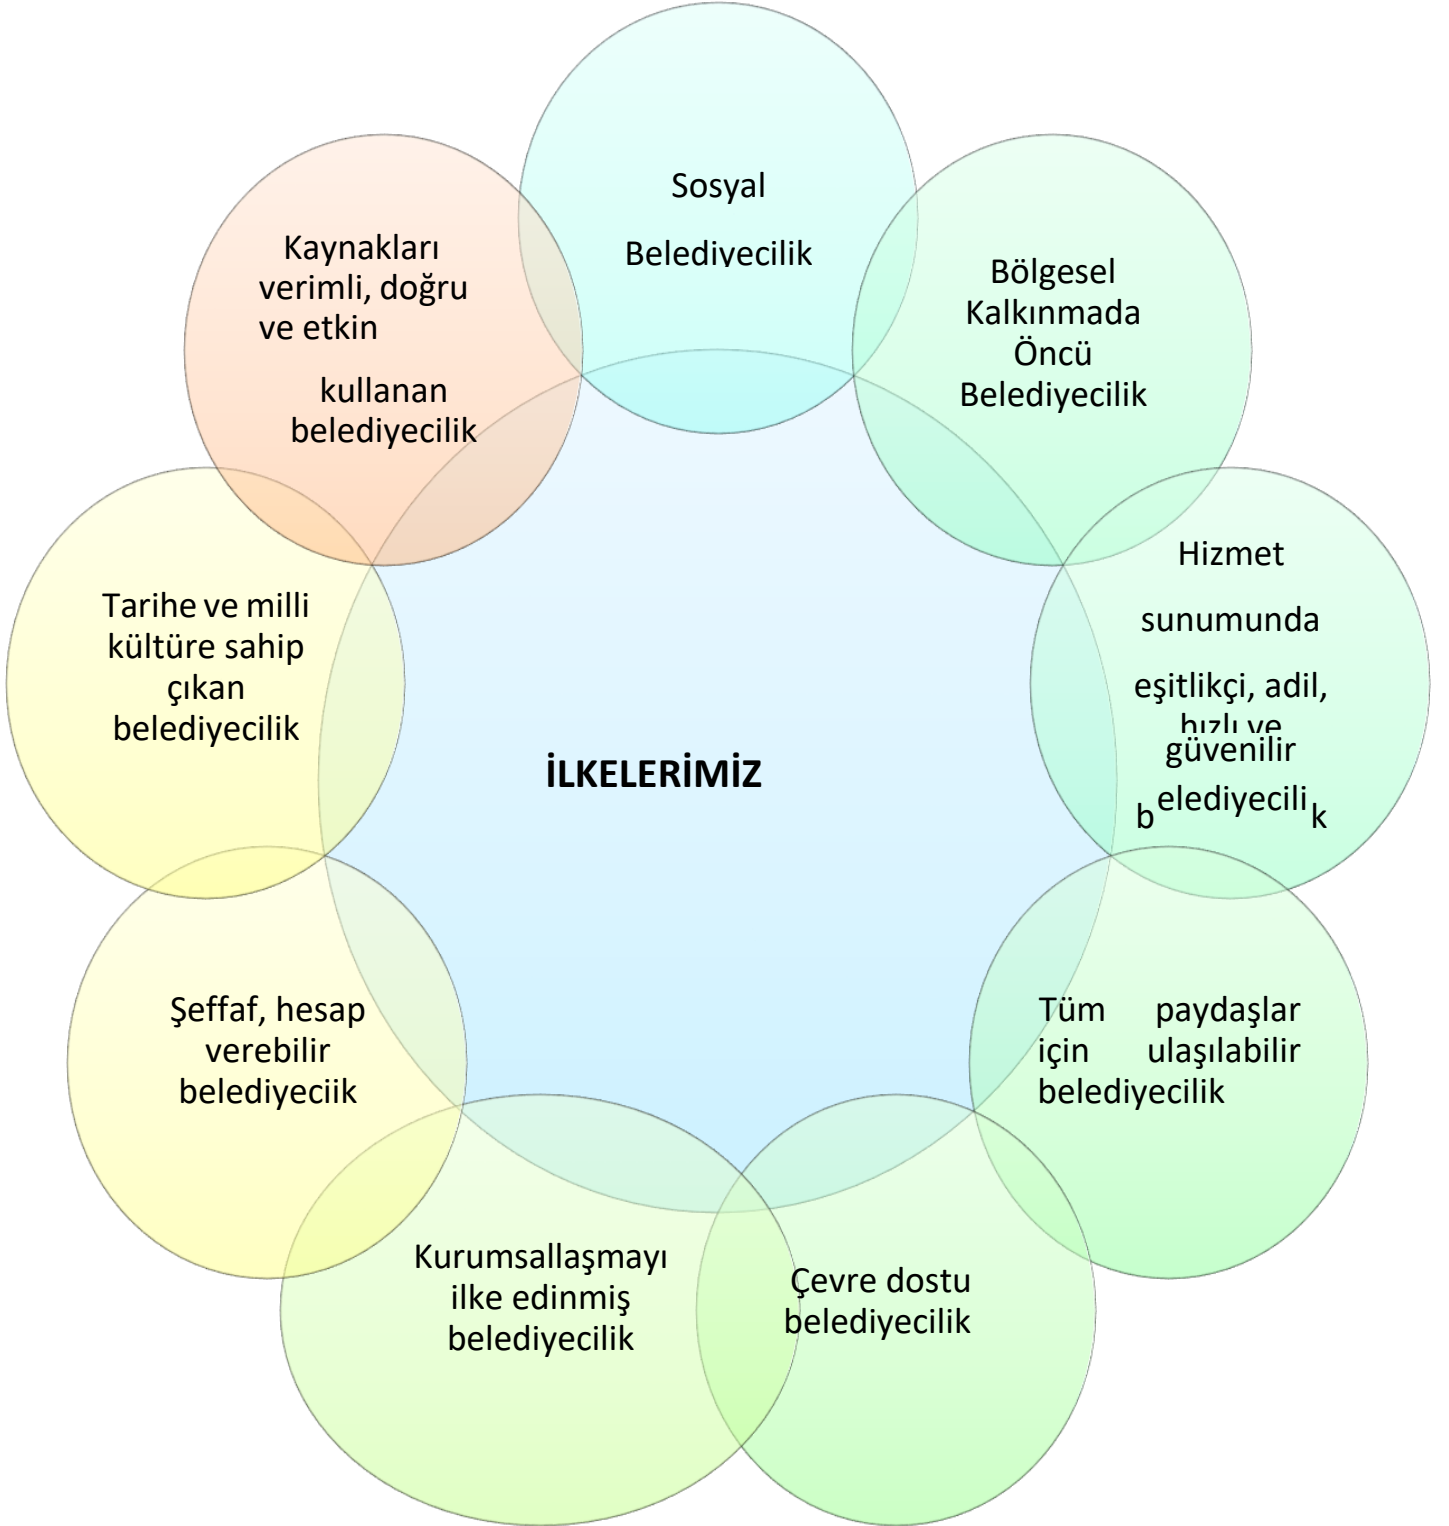 Sosyal
Belediyecilik
Bölgesel
Kalkınmada
Öncü
Belediyecilik
Hizmet
sunumunda
eşitlikçi, adil,
hızlı ve
güvenilir
belediyecilik
Tüm paydaşlar
için ulaşılabilir
belediyecilik
Çevre dostu
belediyecilik
Kurumsallaşmayı
ilke edinmiş
belediyecilik
Şeffaf, hesap
verebilir
belediyeciik
Tarihe ve milli
kültüre sahip
çıkan
belediyecilik
Kaynakları
verimli, doğru
ve etkin
kullanan
belediyecilik
İLKELERİMİZ